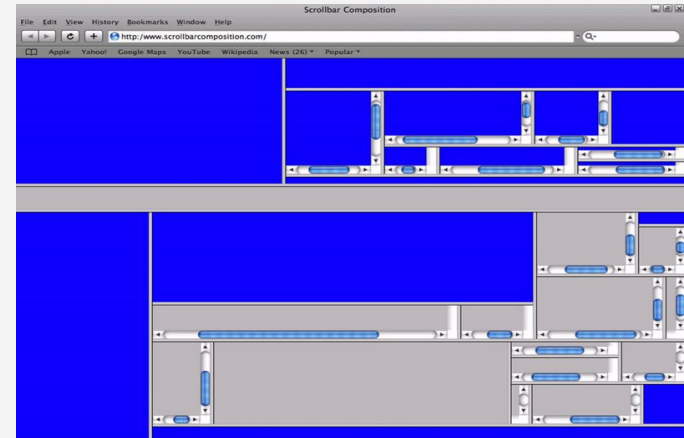 Scrollbar Composition
File Edit View History Bookmarks Window Help
http:/www.scrollbarcomposition.com/
Q-
Apple Yahoo! Google Maps YouTube Wikipedia News (26) Popular